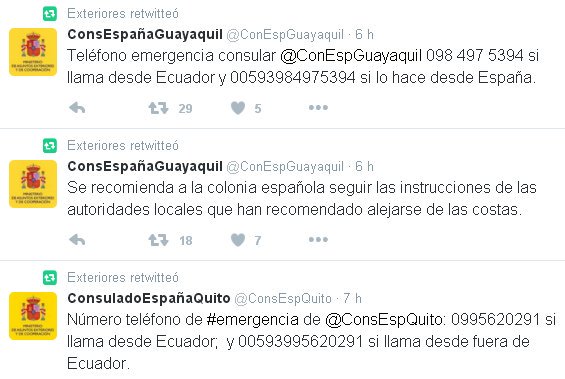 Exteriores retwitteó
ConsEspañaGuayaquil @ConEspGuayaquil · 6 h
Teléfono emergencia consular @ConEspGuayaquil 098 497 5394 si
llama desde Ecuador y 00593984975394 si lo hace desde España.
29 5
Exteriores retwitteó
ConsEspañaGuayaquil @ConEspGuayaquil · 6 h
Se recomienda a la colonia española seguir las instrucciones de las
autoridades locales que han recomendado alejarse de las costas.
18 7
Exteriores retwitteó
ConsuladoEspañaQuito @ConsEspQuito · 7 h
Número teléfono de #emergencia de @ConsEspQuito: 0995620291 si
llama desde Ecuador; y 00593995620291 si llama desde fuera de
Ecuador.